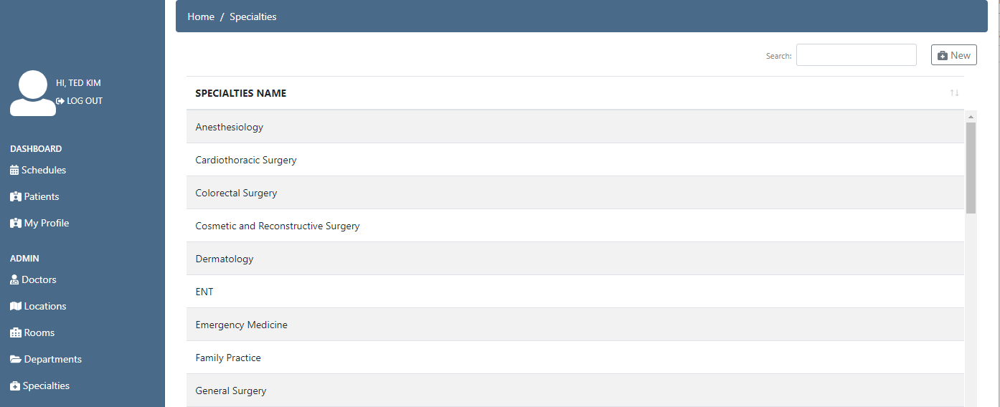 HI, TED KIM
LOG OUT
DASHBOARD
Schedules
Patients
My Profile
ADMIN
Doctors
Locations
Rooms
Departments
Specialties
Home / Specialties
Search:
New
SPECIALTIES NAME
Anesthesiology
Cardiothoracic Surgery
Colorectal Surgery
Cosmetic and Reconstructive Surgery
Dermatology
ENT
Emergency Medicine
Family Practice
General Surgery